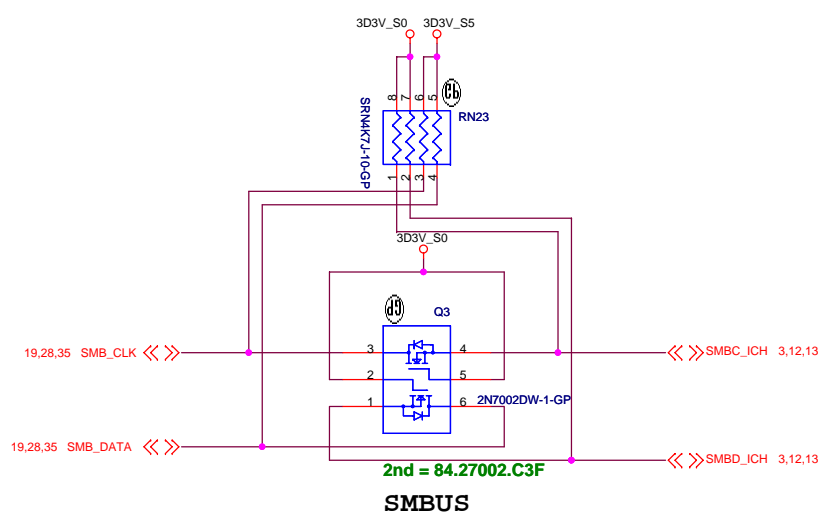 3D3V_S0 3D3V_S5
8 7 6 5
RN23
SRN4K7J-10-GP
1 2 3 4
3D3V_S0
Q3
19,28,35 SMB_CLK
3 4
SMBC_ICH 3,12,13
2 5
1 6
2N7002DW-1-GP
19,28,35 SMB_DATA
SMBD_ICH 3,12,13
2nd = 84.27002.C3F
SMBUS